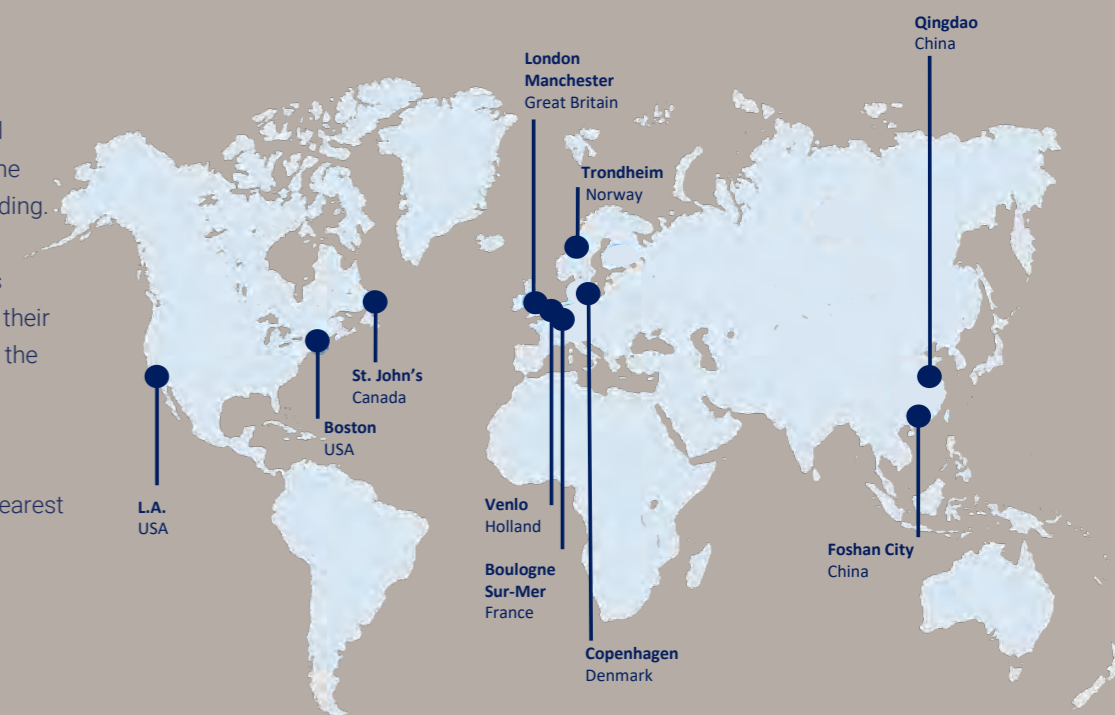 ding.
s
their
the
earest
Qingdao
China
London
Manchester
Great Britain
Trondheim
Norway
St. John's
Canada
Boston
USA
L.A.
USA
Venlo
Holland
Boulogne
Sur-Mer
France
Copenhagen
Denmark
Foshan City
China